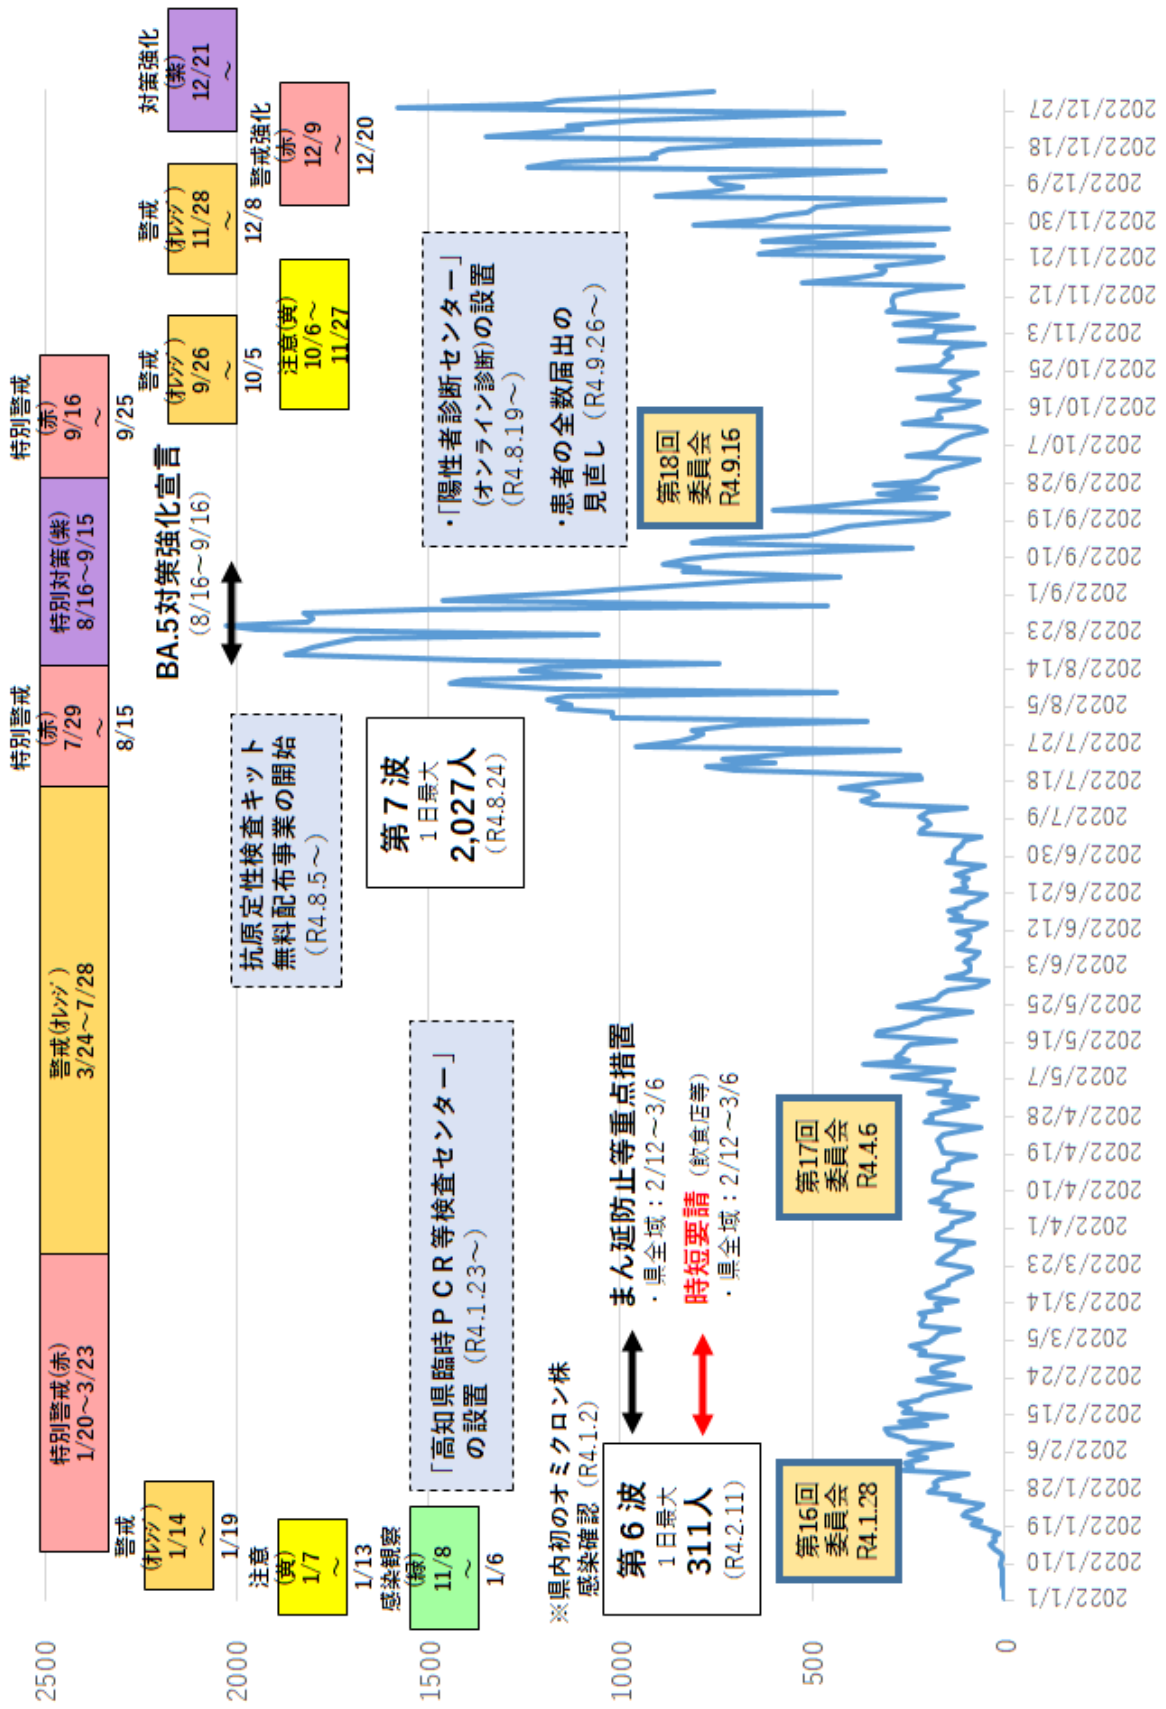 特別警戒(赤)
1/20～3/23
警戒(ｵﾚﾝｼﾞ)
3/24～7/28
特別警戒
(赤)
7/29
～
8/15
特別対策(紫)
8/16～9/15
特別警戒
(赤)
9/16
～
9/25
警戒
(ｵﾚﾝｼﾞ)
1/14
～
1/19
注意
(黄)
1/7
～
1/13
感染観察
(緑)
11/8
～
1/6
警戒
(ｵﾚﾝｼﾞ)
9/26
～
10/5
注意(黄)
10/6～
11/27
警戒
(ｵﾚﾝｼﾞ)
11/28
～
12/8
警戒強化
(赤)
12/9
～
12/20
対策強化
(紫)
12/21
～
BA.5対策強化宣言
（8/16～9/16）
抗原定性検査キット
無料配布事業の開始
（R4.8.5～）
「高知県臨時ＰＣＲ等検査センター」
の設置（R4.1.23～）
・「陽性者診断センター」
(オンライン診断)の設置
（R4.8.19～）
・患者の全数届出の
見直し（R4.9.26～）
第７波
１日最大
2,027人
（R4.8.24）
※県内初のオミクロン株
感染確認（R4.1.2）
第６波
１日最大
311人
（R4.2.11）
まん延防止等重点措置
・県全域：2/12～3/6
時短要請（飲食店等）
・県全域：2/12～3/6
第16回
委員会
R4.1.28
第17回
委員会
R4.4.6
第18回
委員会
R4.9.16
2500
2000
1500
1000
500
0
2022/1/1
2022/1/10
2022/1/19
2022/1/28
2022/2/6
2022/2/15
2022/2/24
2022/3/5
2022/3/14
2022/3/23
2022/4/1
2022/4/10
2022/4/19
2022/4/28
2022/5/7
2022/5/16
2022/5/25
2022/6/3
2022/6/12
2022/6/21
2022/6/30
2022/7/9
2022/7/18
2022/7/27
2022/8/5
2022/8/14
2022/8/23
2022/9/1
2022/9/10
2022/9/19
2022/9/28
2022/10/7
2022/10/16
2022/10/25
2022/11/3
2022/11/12
2022/11/21
2022/11/30
2022/12/9
2022/12/18
2022/12/27